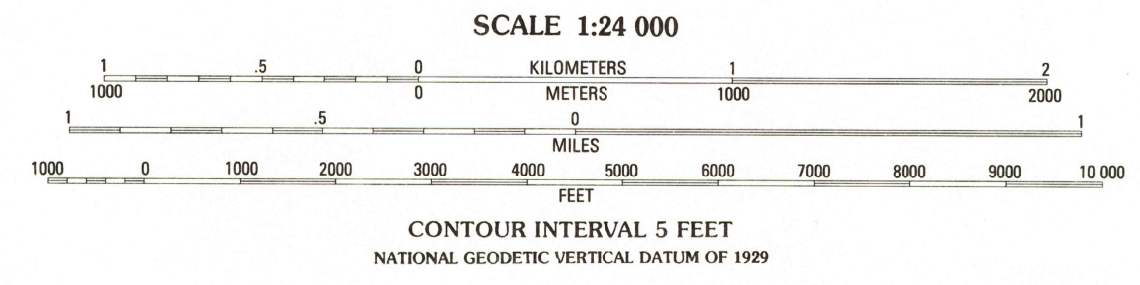 SCALE 1:24 000
1 .5 0 KILOMETERS 1 2
1000 0 METERS 1000 2000
1 .5 0 1
MILES
1000 0 1000 2000 3000 4000 5000 6000 7000 8000 9000 10 000
FEET
CONTOUR INTERVAL 5 FEET
NATIONAL GEODETIC VERTICAL DATUM OF 1929